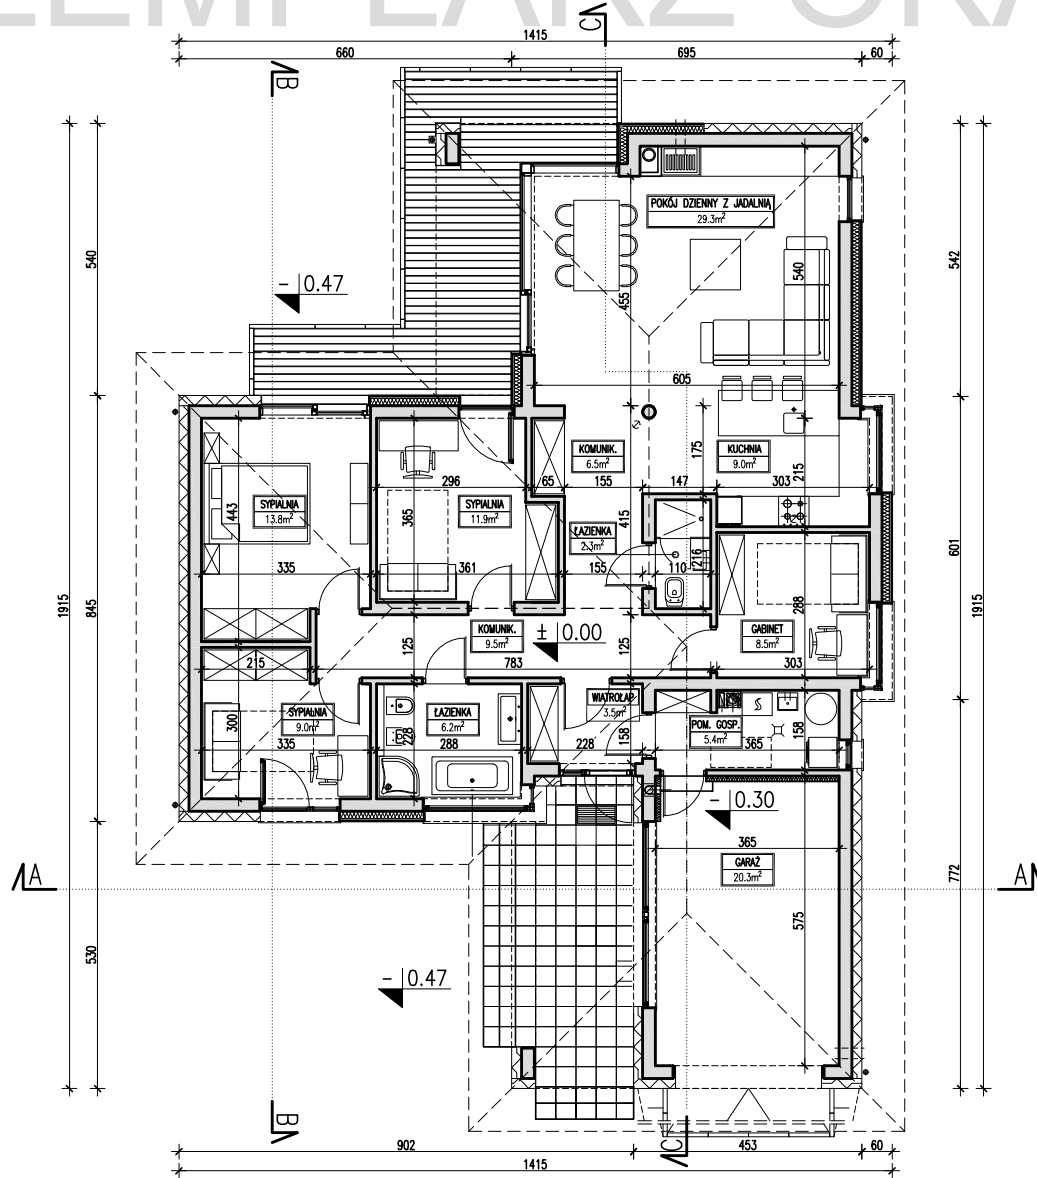 ZEMPLARZ OKA
1415
660
695
60
C
B
- 0.47
540
1915
845
530
542
601
772
1915
POKÓJ DZIENNY Z JADALNIĄ
29.3m²
540
455
605
KOMUNIK.
6.5m²
175
KUCHNIA
9.0m²
215
SYPIALNIA
13.8m²
443
296
65
155
147
303
365
SYPIALNIA
11.9m²
415
ŁAZIENKA
2.3m²
216
335
361
155
110
288
KOMUNIK.
9.5m²
± 0.00
125
125
GABINET
8.5m²
215
783
303
SYPIALNIA
9.0m²
300
ŁAZIENKA
6.2m²
228
WIATROŁAP
3.5m²
158
POM. GOSP.
5.4m²
158
335
288
228
365
- 0.30
365
GARAŻ
20.3m²
575
A
A
- 0.47
B
C
902
453
60
1415